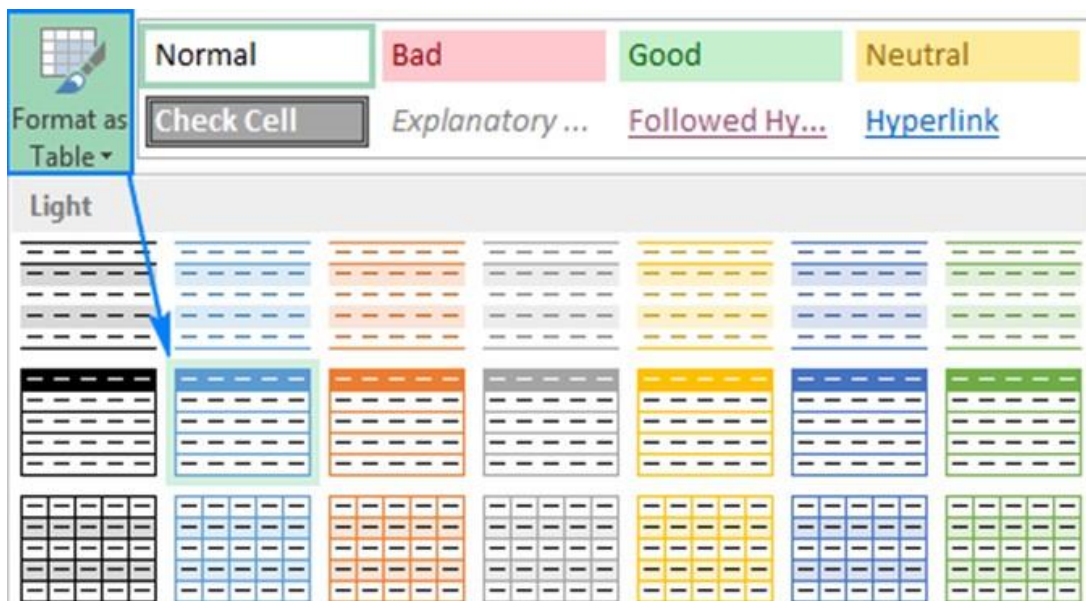 Normal
Bad
Good
Neutral
Format as
Table
Check Cell
Explanatory ...
Followed Hy...
Hyperlink
Light